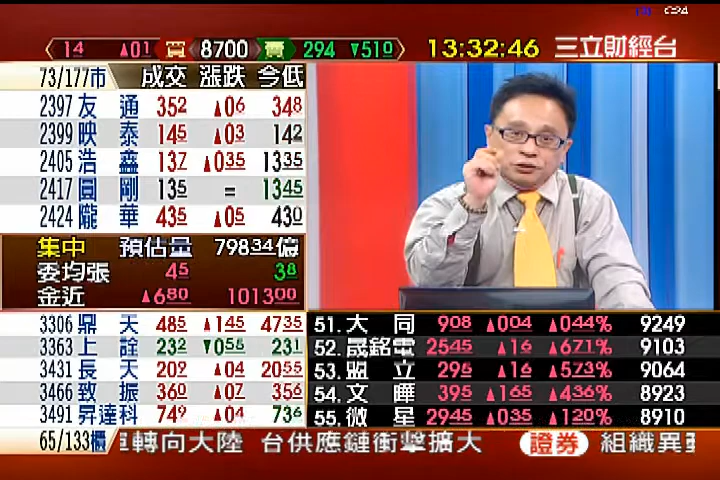 14 ▲01 買 8700 賣 294 ▼510 13:32:46 三立財經台
73/177市 成交 漲跌 今低
2397 友通 352 ▲06 348
2399 映泰 145 ▲03 142
2405 浩鑫 137 ▲035 1335
2417 圓剛 135 = 1345
2424 隴華 435 ▲05 430
集中 預估量 79834億
委均張 45 38
金近 ▲680 101300
3306 鼎天 485 ▲145 4735
3363 上詮 232 ▼055 231
3431 長天 209 ▲04 2055
3466 致振 360 ▲07 356
3491 昇達科 749 ▲04 736
51. 大同 908 ▲004 ▲044% 9249
52. 晟銘電 2545 ▲16 ▲671% 9103
53. 盟立 295 ▲16 ▲573% 9064
54. 文曄 395 ▲165 ▲436% 8923
55. 微星 2945 ▲035 ▲120% 8910
65/133櫃 轉向大陸 台供應鏈衝擊擴大 證券 組織異